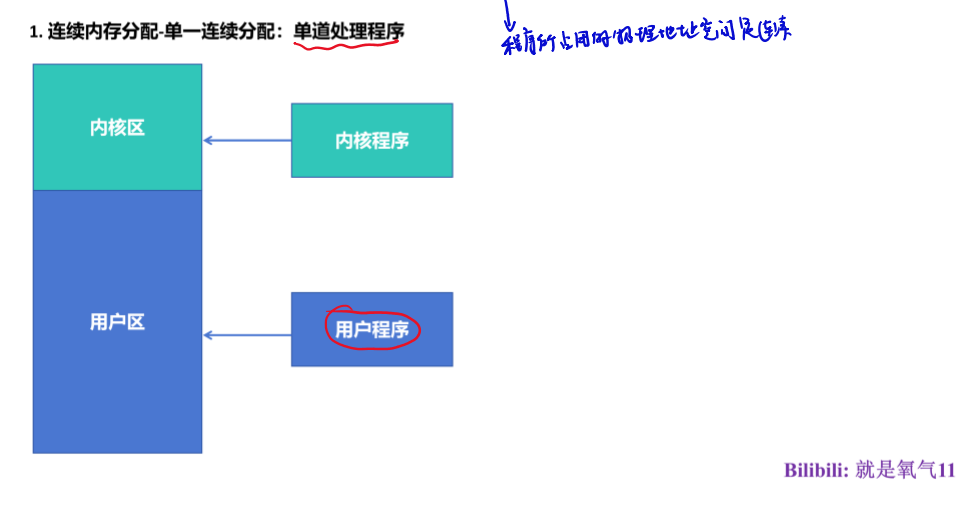 1. 连续内存分配-单一连续分配：单道处理程序
程序所占用的物理地址空间是连续
内核区
内核程序
用户区
用户程序
Bilibili: 就是氧气11